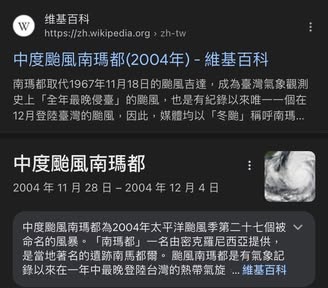 W
維基百科
https://zh.wikipedia.org › zh-tw
中度颱風南瑪都(2004年) - 維基百科
南瑪都取代1967年11月18日的颱風吉達，成為臺灣氣象觀測
史上「全年最晚侵臺」的颱風，也是有紀錄以來唯一一個在
12月登陸臺灣的颱風，因此，媒體均以「冬颱」稱呼南瑪...
中度颱風南瑪都
2004 年 11 月 28 日 – 2004 年 12 月 4 日
中度颱風南瑪都為2004年太平洋颱風季第二十七個被
命名的風暴。「南瑪都」一名由密克羅尼西亞提供，
是當地著名的遺跡南馬都爾。 颱風南瑪都是有氣象記
錄以來在一年中最晚登陸台灣的熱帶氣旋 ... 維基百科